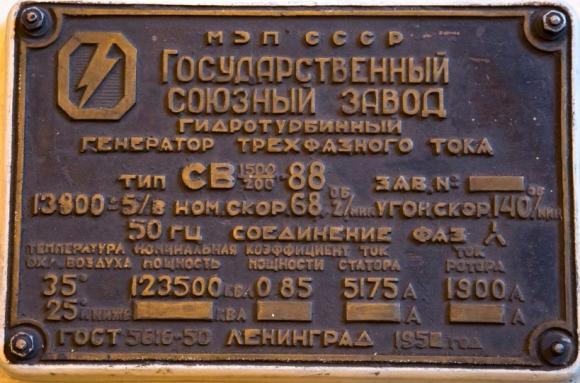 МЭП СССР
ГОСУДАРСТВЕННЫЙ
СОЮЗНЫЙ ЗАВОД
ГИДРОТУРБИННЫЙ
ГЕНЕРАТОР ТРЕХФАЗНОГО ТОКА
ТИП СВ 1500/200-88 ЗАВ. №
13800 5/8 НОМ. СКОР. 68,2 ОБ/МИН УГОН. СКОР. 140 ОБ/МИН
50 ГЦ СОЕДИНЕНИЕ ФАЗ
ТЕМПЕРАТУРА НОМИНАЛЬНАЯ КОЭФФИЦИЕНТ ТОК ТОК
ОХЛ. ВОЗДУХА МОЩНОСТЬ МОЩНОСТИ СТАТОРА РОТОРА
35° 123500 КВА 0 85 5175 А 1900 А
25° И НИЖЕ КВА А А
ГОСТ 5616-50 ЛЕНИНГРАД ГОД